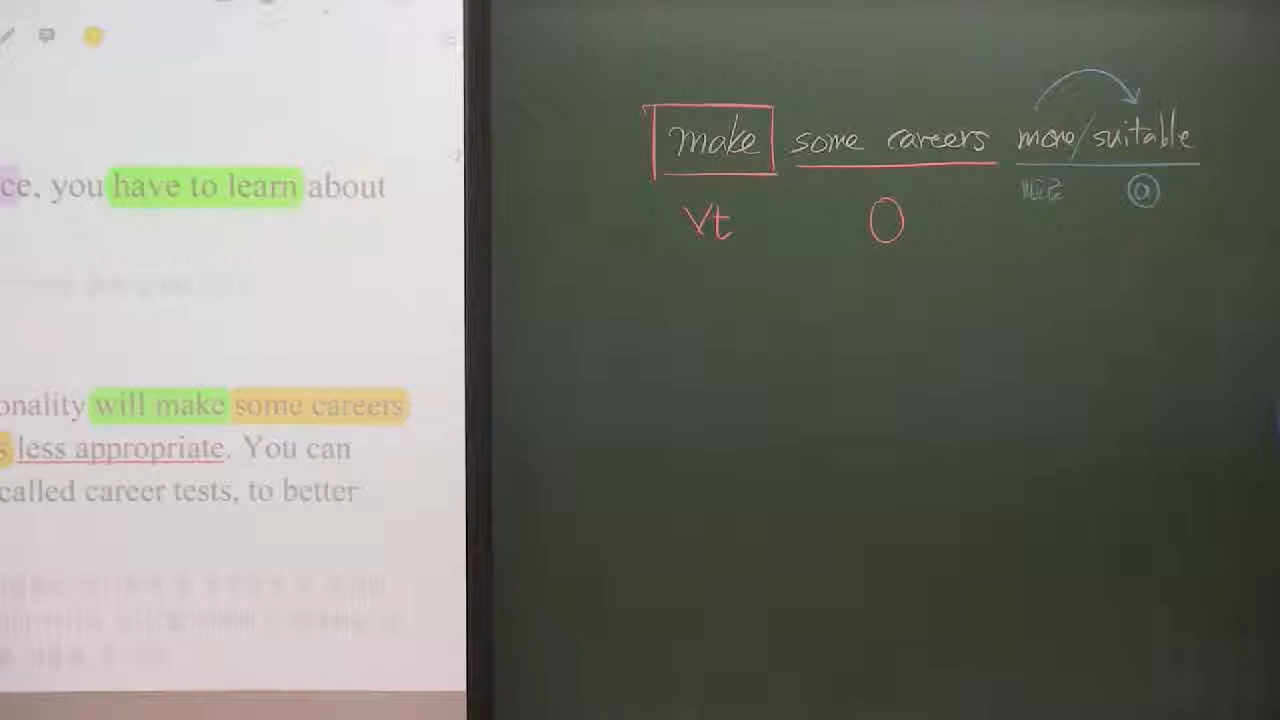 ce, you have to learn about
onality will make some careers
s less appropriate. You can
called career tests, to better
make some careers more/suitable
vt O ⓐ